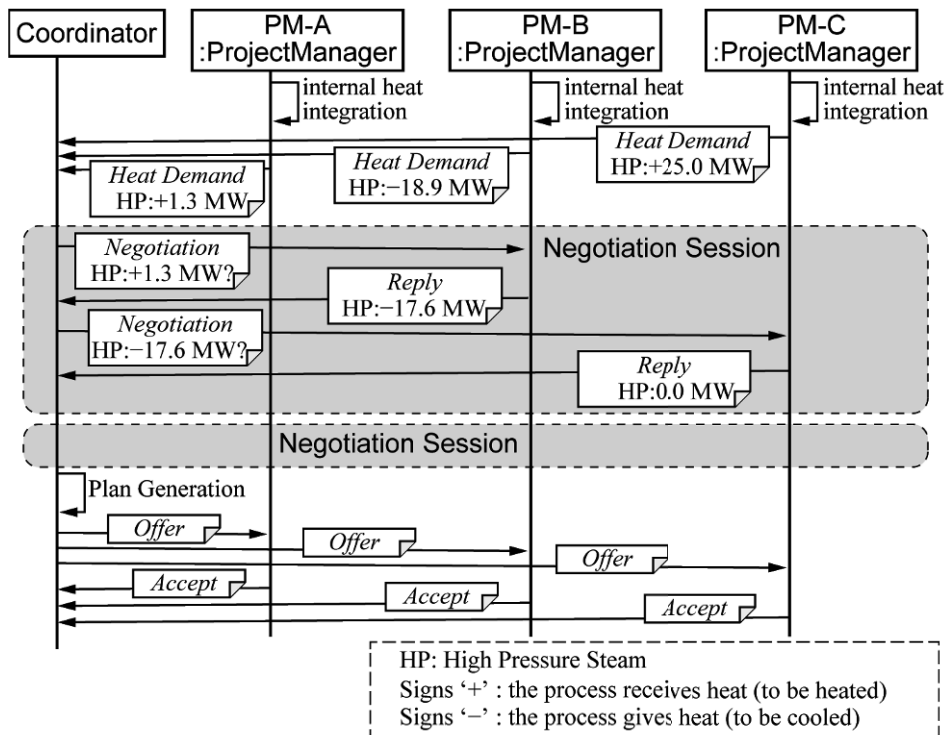 Coordinator
PM-A
:ProjectManager
PM-B
:ProjectManager
PM-C
:ProjectManager
internal heat
integration
internal heat
integration
internal heat
integration
Heat Demand
HP:+25.0 MW
Heat Demand
HP:−18.9 MW
Heat Demand
HP:+1.3 MW
Negotiation Session
Negotiation
HP:+1.3 MW?
Reply
HP:−17.6 MW
Negotiation
HP:−17.6 MW?
Reply
HP:0.0 MW
Negotiation Session
Plan Generation
Offer
Offer
Offer
Accept
Accept
Accept
HP: High Pressure Steam
Signs ‘+’ : the process receives heat (to be heated)
Signs ‘−’ : the process gives heat (to be cooled)